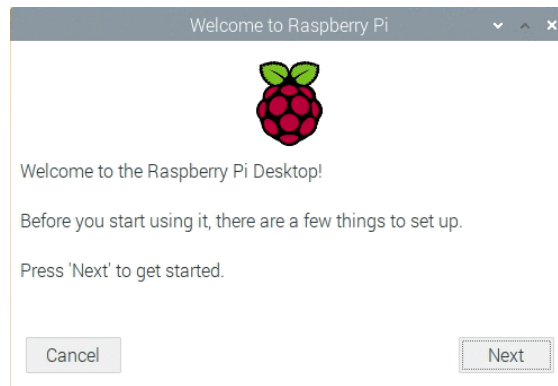 Welcome to Raspberry Pi
Welcome to the Raspberry Pi Desktop!
Before you start using it, there are a few things to set up.
Press 'Next' to get started.
Cancel
Next